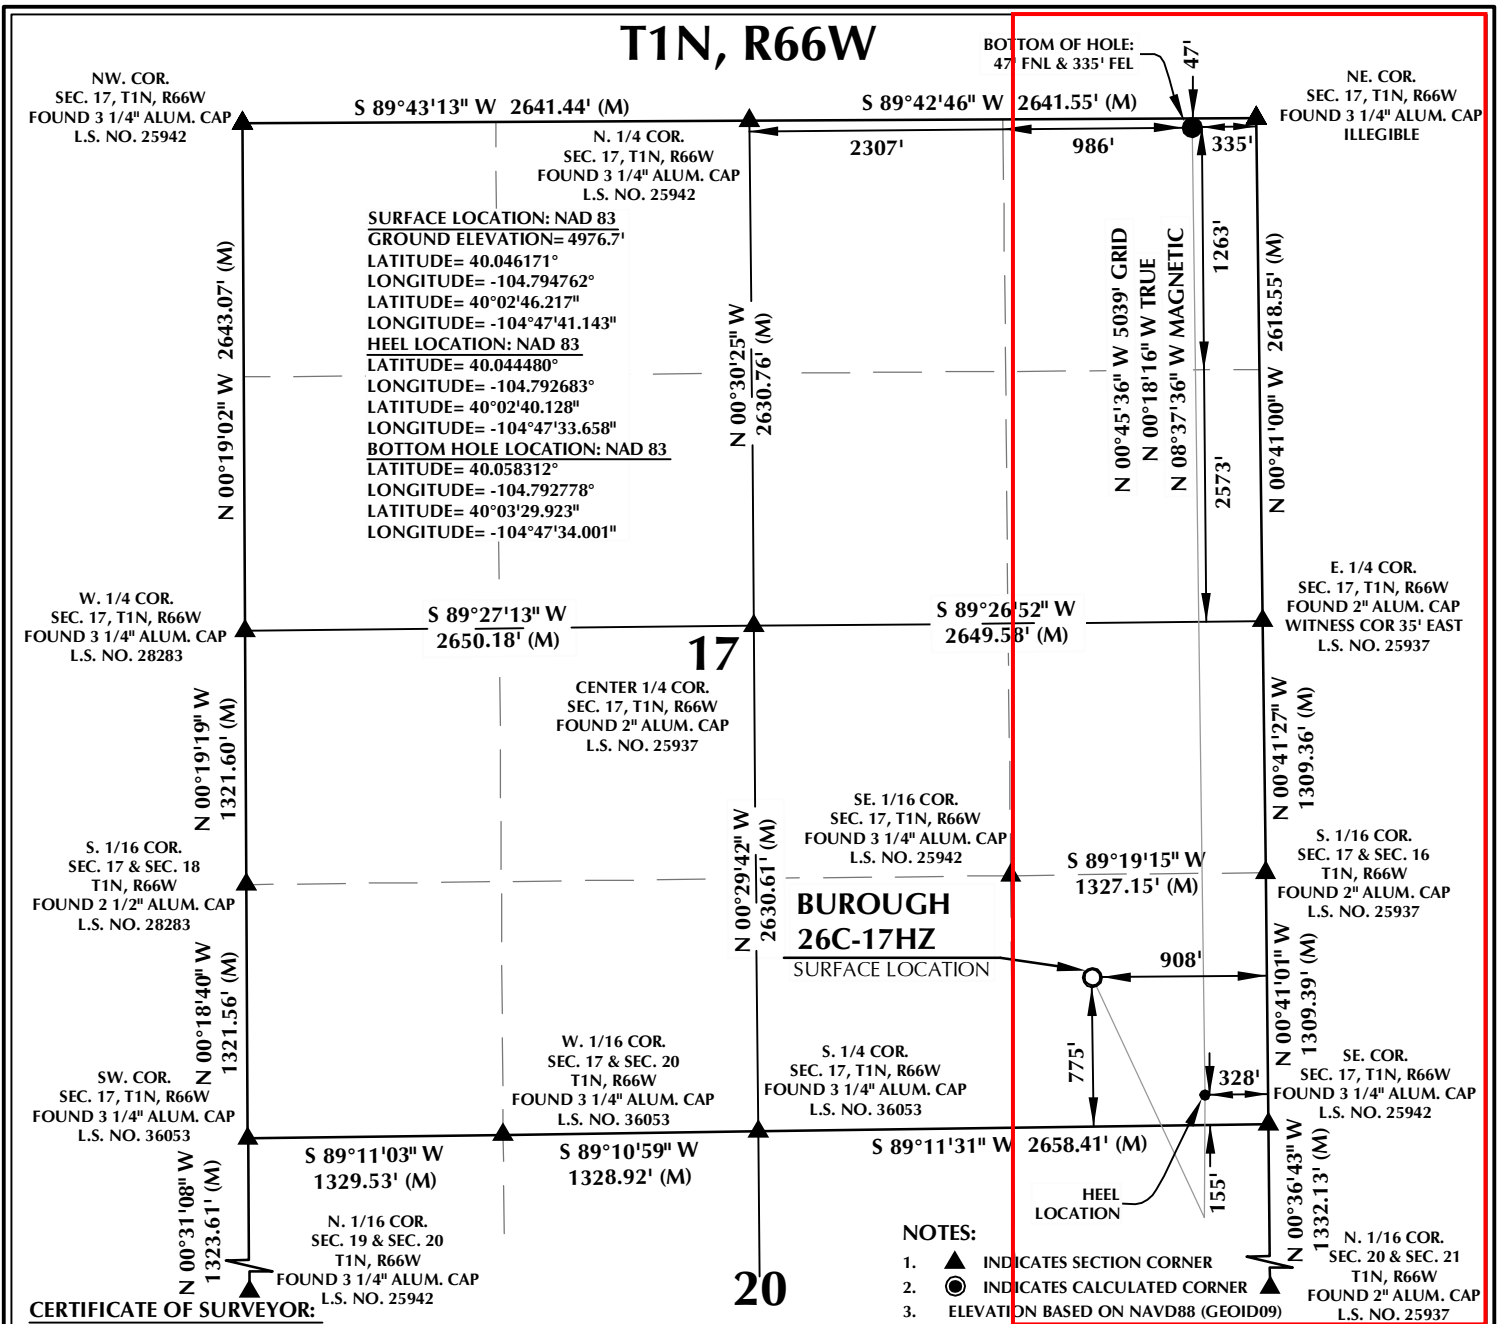 T1N, R66W
BOTTOM OF HOLE:
47' FNL & 335' FEL
47'
NW. COR.
SEC. 17, T1N, R66W
FOUND 3 1/4" ALUM. CAP
L.S. NO. 25942
S 89°43'13" W 2641.44' (M)
S 89°42'46" W 2641.55' (M)
NE. COR.
SEC. 17, T1N, R66W
FOUND 3 1/4" ALUM. CAP
ILLEGIBLE
N. 1/4 COR.
SEC. 17, T1N, R66W
FOUND 3 1/4" ALUM. CAP
L.S. NO. 25942
2307'
986'
335'
SURFACE LOCATION: NAD 83
GROUND ELEVATION= 4976.7'
LATITUDE= 40.046171°
LONGITUDE= -104.794762°
LATITUDE= 40°02'46.217"
LONGITUDE= -104°47'41.143"
HEEL LOCATION: NAD 83
LATITUDE= 40.044480°
LONGITUDE= -104.792683°
LATITUDE= 40°02'40.128"
LONGITUDE= -104°47'33.658"
BOTTOM HOLE LOCATION: NAD 83
LATITUDE= 40.058312°
LONGITUDE= -104.792778°
LATITUDE= 40°03'29.923"
LONGITUDE= -104°47'34.001"
N 00°19'02" W 2643.07' (M)
N 00°30'25" W
2630.76' (M)
N 00°45'36" W 5039' GRID
N 00°18'16" W TRUE
N 08°37'36" W MAGNETIC
1263'
2573'
N 00°41'00" W 2618.55' (M)
W. 1/4 COR.
SEC. 17, T1N, R66W
FOUND 3 1/4" ALUM. CAP
L.S. NO. 28283
S 89°27'13" W
2650.18' (M)
17
S 89°26'52" W
2649.58' (M)
E. 1/4 COR.
SEC. 17, T1N, R66W
FOUND 2" ALUM. CAP
WITNESS COR 35' EAST
L.S. NO. 25937
CENTER 1/4 COR.
SEC. 17, T1N, R66W
FOUND 2" ALUM. CAP
L.S. NO. 25937
N 00°19'19" W
1321.60' (M)
N 00°29'42" W
2630.61' (M)
N 00°41'27" W
1309.36' (M)
SE. 1/16 COR.
SEC. 17, T1N, R66W
FOUND 3 1/4" ALUM. CAP
L.S. NO. 25942
S 89°19'15" W
1327.15' (M)
S. 1/16 COR.
SEC. 17 & SEC. 18
T1N, R66W
FOUND 2 1/2" ALUM. CAP
L.S. NO. 28283
S. 1/16 COR.
SEC. 17 & SEC. 16
T1N, R66W
FOUND 2" ALUM. CAP
L.S. NO. 25937
BUROUGH
26C-17HZ
SURFACE LOCATION
908'
775'
N 00°18'40" W
1321.56' (M)
N 00°41'01" W
1309.39' (M)
SW. COR.
SEC. 17, T1N, R66W
FOUND 3 1/4" ALUM. CAP
L.S. NO. 36053
W. 1/16 COR.
SEC. 17 & SEC. 20
T1N, R66W
FOUND 3 1/4" ALUM. CAP
L.S. NO. 36053
S. 1/4 COR.
SEC. 17, T1N, R66W
FOUND 3 1/4" ALUM. CAP
L.S. NO. 36053
328'
SE. COR.
SEC. 17, T1N, R66W
FOUND 3 1/4" ALUM. CAP
L.S. NO. 25942
S 89°11'03" W
1329.53' (M)
S 89°10'59" W
1328.92' (M)
S 89°11'31" W 2658.41' (M)
HEEL
LOCATION
155'
N 00°31'08" W
1323.61' (M)
N 00°36'43" W
1332.13' (M)
N. 1/16 COR.
SEC. 19 & SEC. 20
T1N, R66W
FOUND 3 1/4" ALUM. CAP
L.S. NO. 25942
20
NOTES:
1. INDICATES SECTION CORNER
2. INDICATES CALCULATED CORNER
3. ELEVATION BASED ON NAVD88 (GEOID09)
N. 1/16 COR.
SEC. 20 & SEC. 21
T1N, R66W
FOUND 2" ALUM. CAP
L.S. NO. 25937
CERTIFICATE OF SURVEYOR: